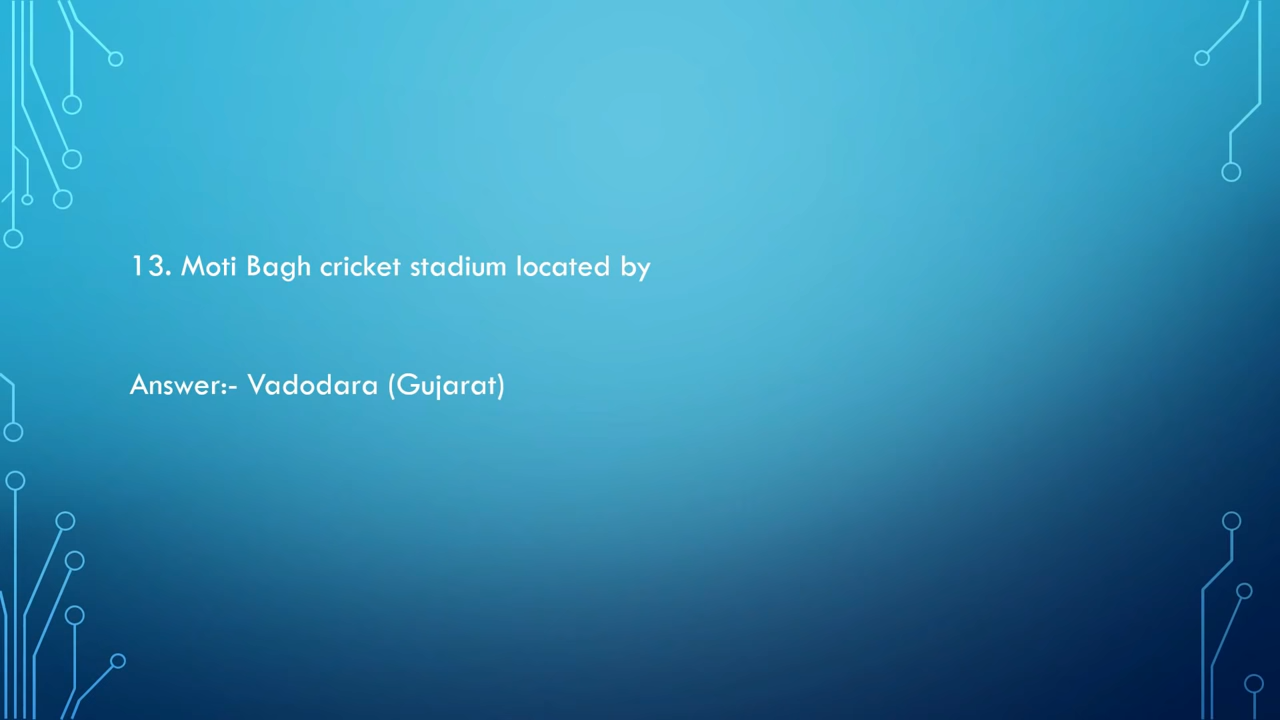 13. Moti Bagh cricket stadium located by
Answer:- Vadodara (Gujarat)